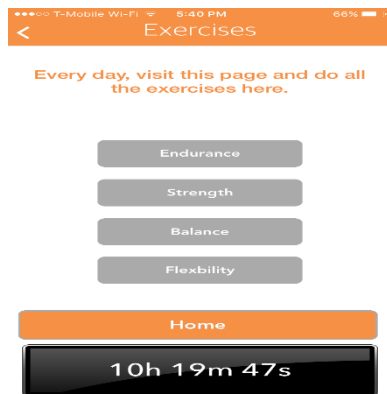 T-Mobile Wi-Fi 5:40 PM 66%
Exercises
Every day, visit this page and do all
the exercises here.
Endurance
Strength
Balance
Flexbility
Home
10h 19m 47s